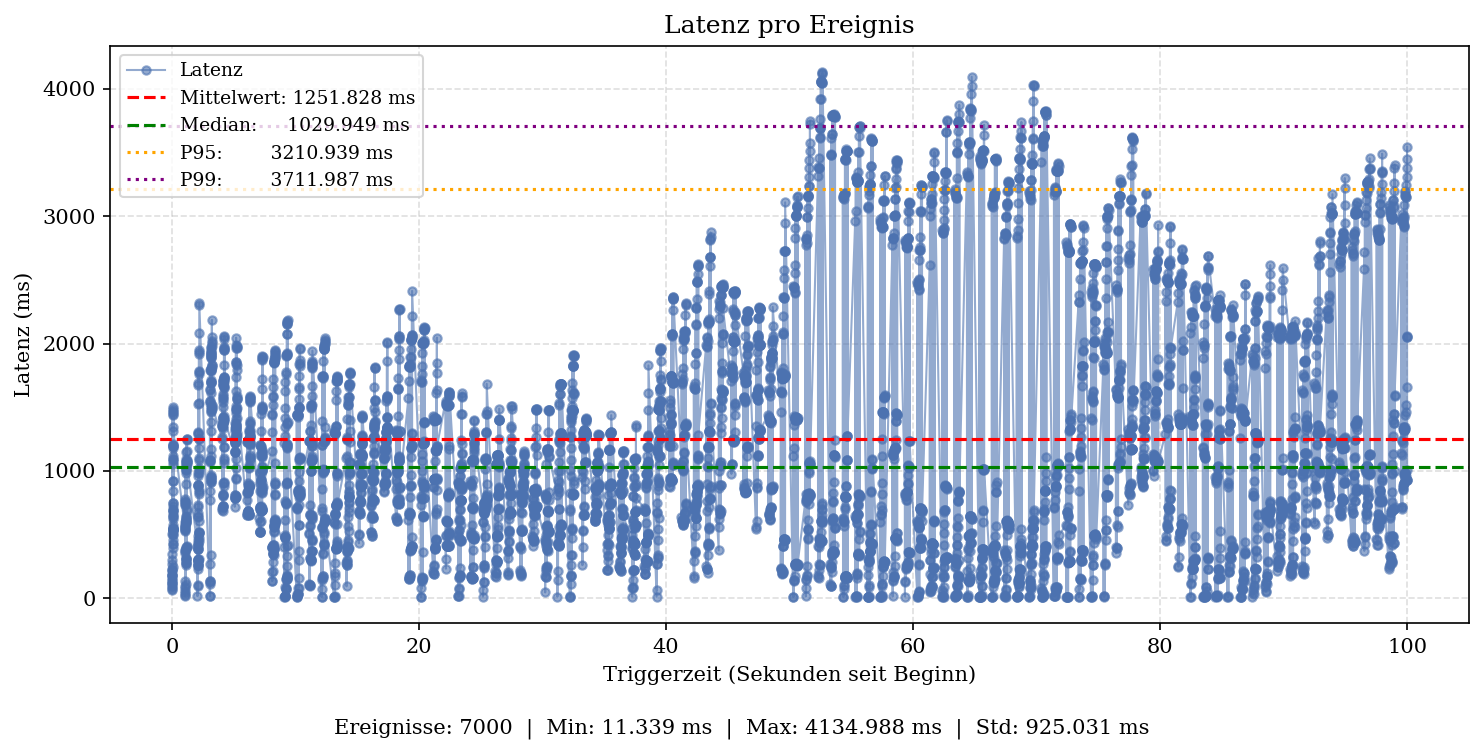 Latenz pro Ereignis
Latenz (ms)
4000
3000
2000
1000
0
Latenz
Mittelwert: 1251.828 ms
Median: 1029.949 ms
P95: 3210.939 ms
P99: 3711.987 ms
0 20 40 60 80 100
Triggerzeit (Sekunden seit Beginn)
Ereignisse: 7000 | Min: 11.339 ms | Max: 4134.988 ms | Std: 925.031 ms